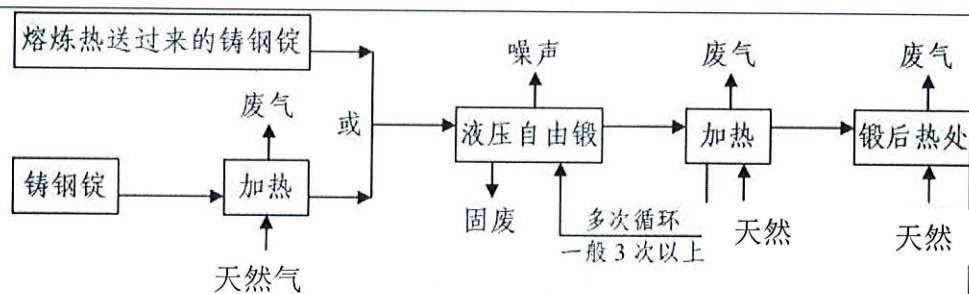 熔炼热送过来的铸钢锭
噪声
废气
废气
废气
或
液压自由锻
加热
锻后热处
铸钢锭
加热
固废
多次循环
一般3次以上
天然
天然
天然气